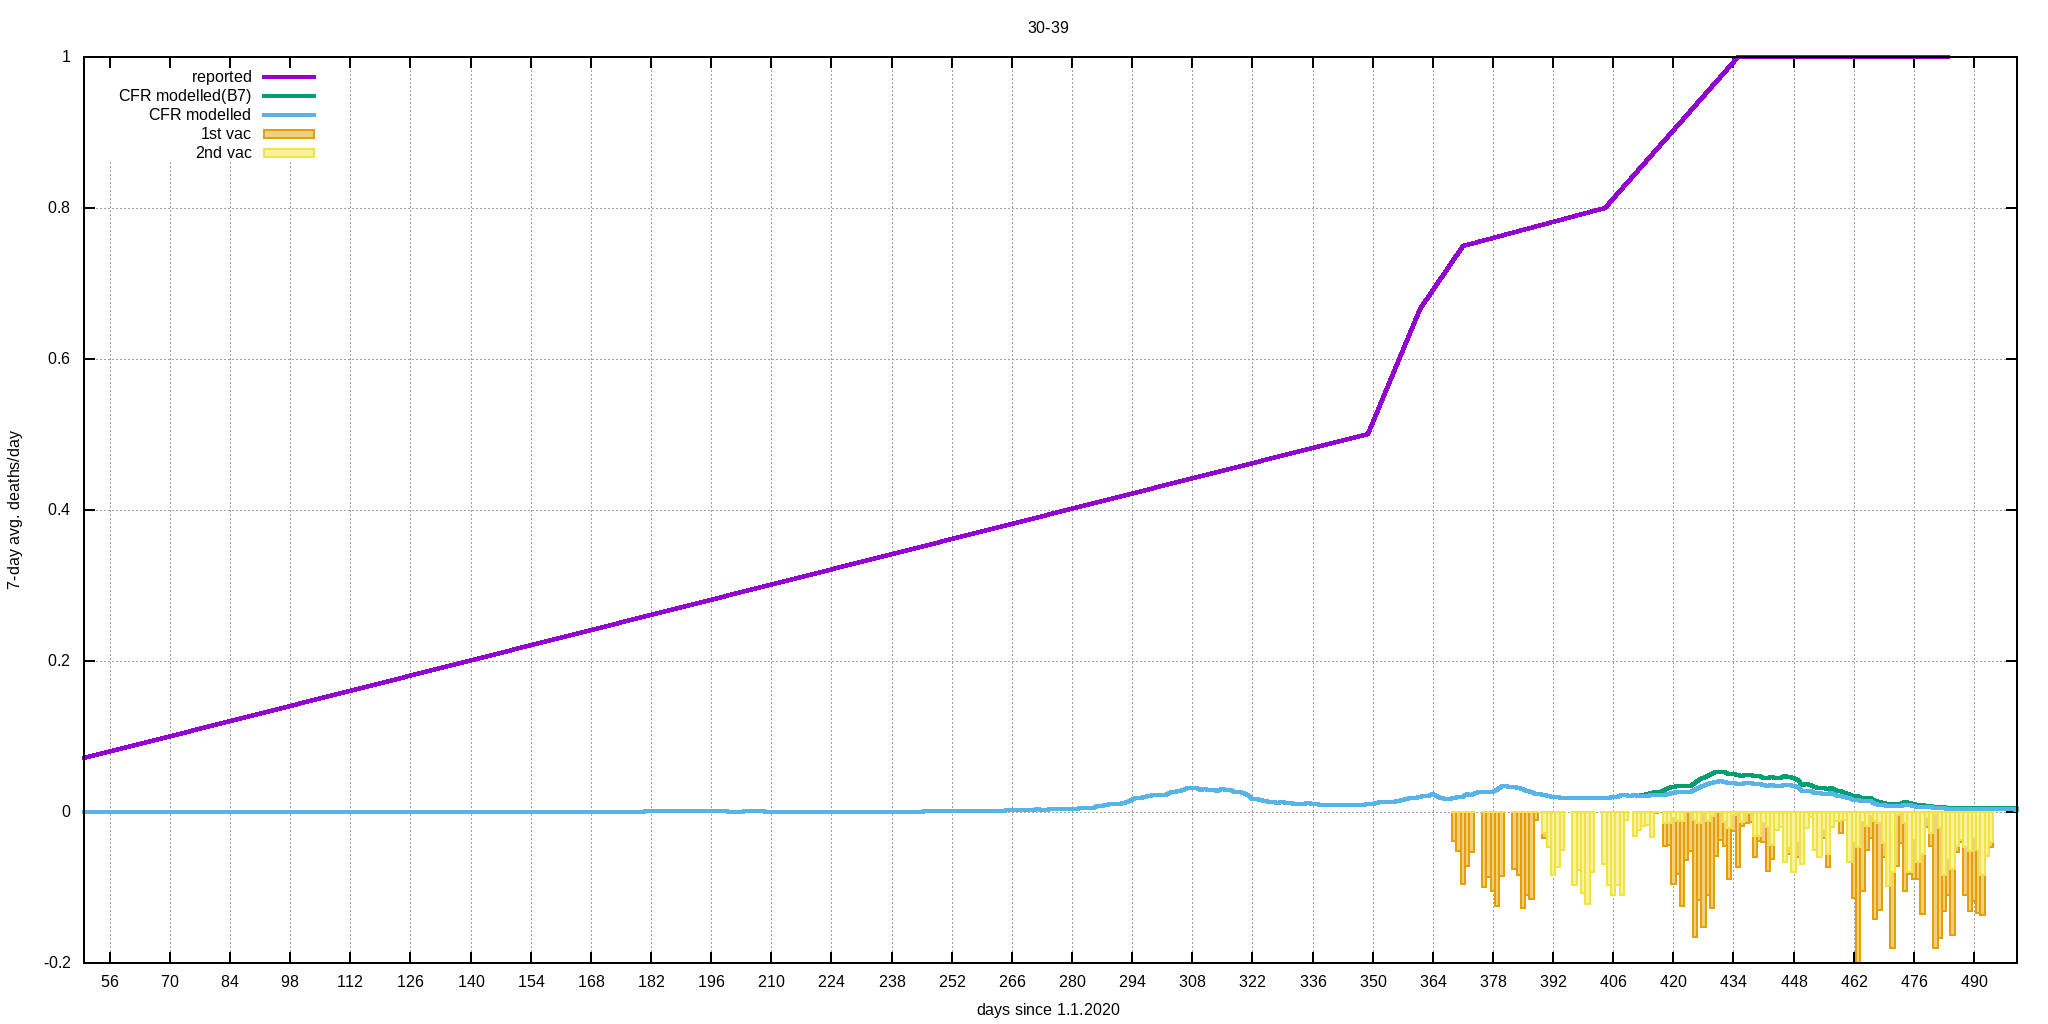 30-39
reported
CFR modelled(B7)
CFR modelled
1st vac
2nd vac
1
0.8
0.6
0.4
0.2
0
-0.2
7-day avg. deaths/day
56 70 84 98 112 126 140 154 168 182 196 210 224 238 252 266 280 294 308 322 336 350 364 378 392 406 420 434 448 462 476 490
days since 1.1.2020